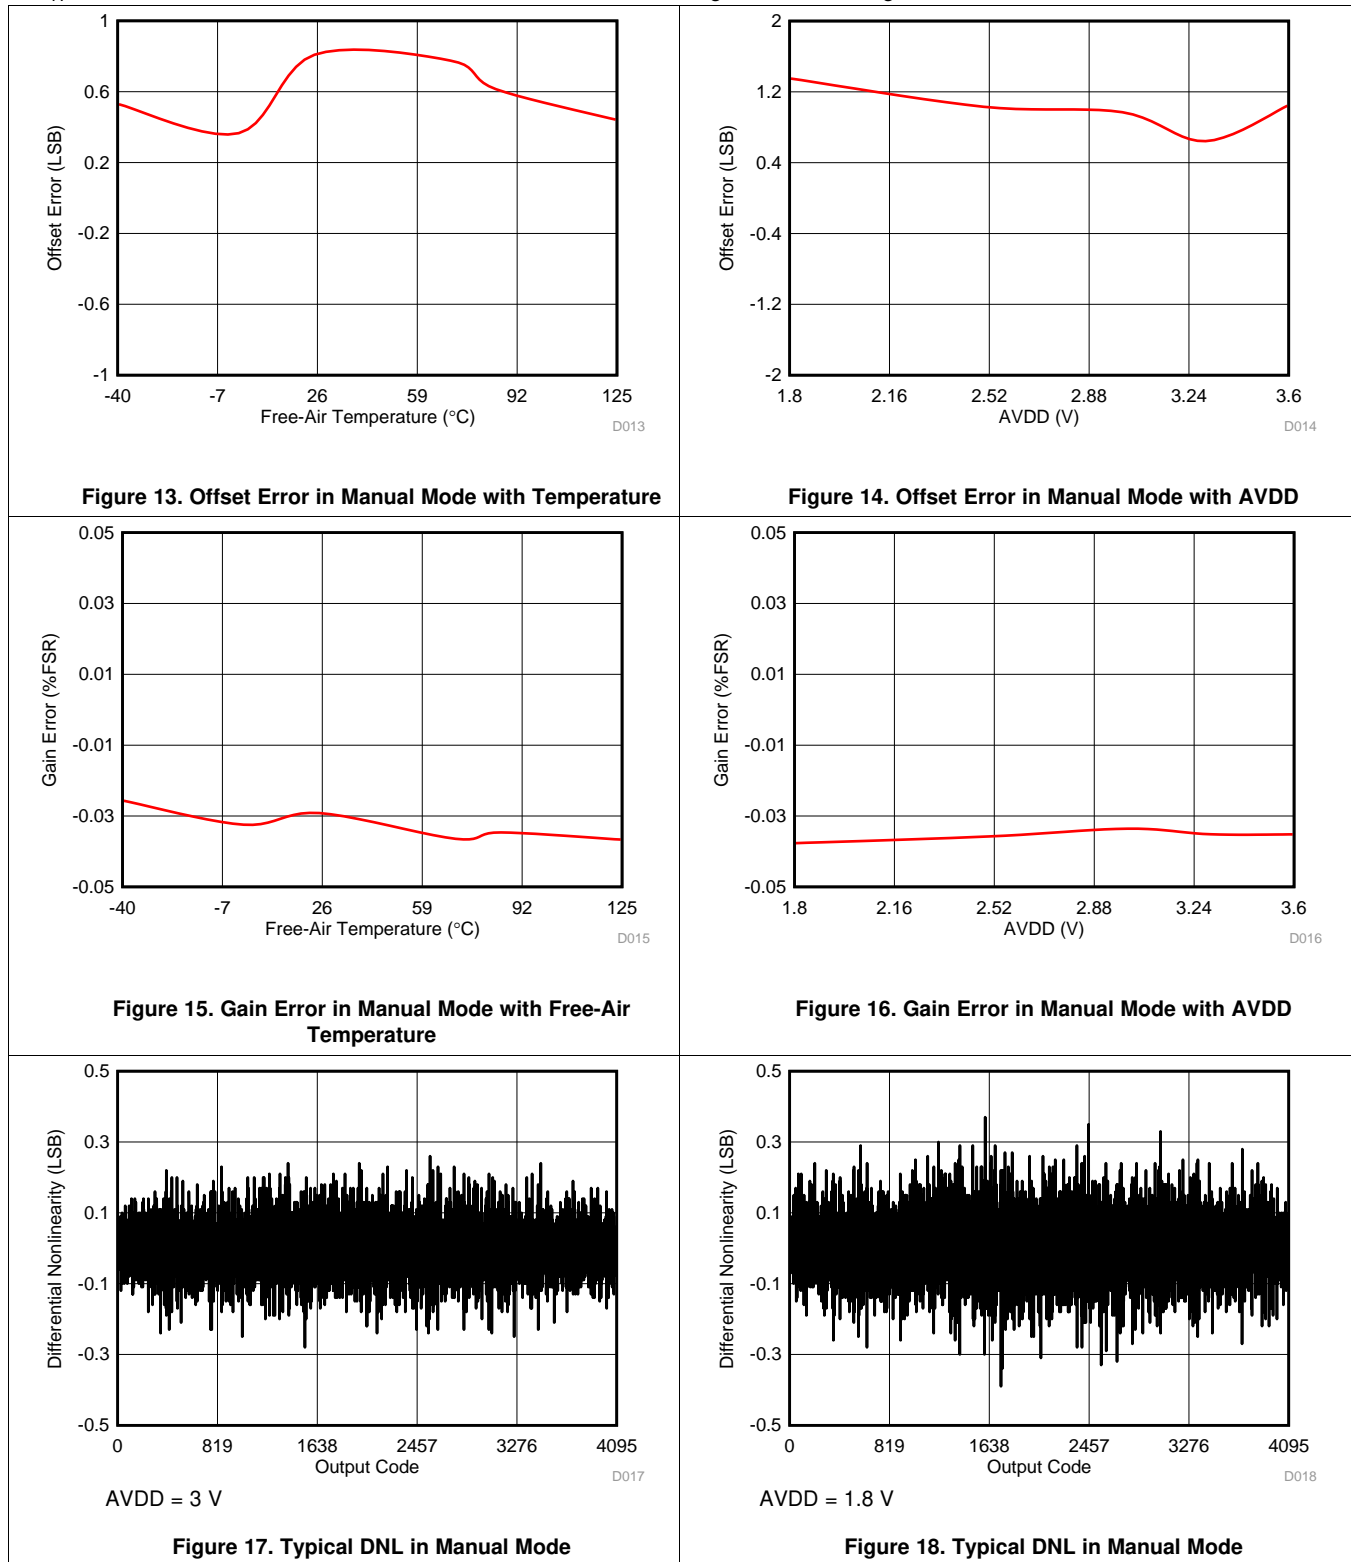 1
0.6
0.2
-0.2
-0.6
-1
Offset Error (LSB)
-40 -7 26 59 92 125
Free-Air Temperature (°C)
D013
Figure 13. Offset Error in Manual Mode with Temperature
2
1.2
0.4
-0.4
-1.2
-2
Offset Error (LSB)
1.8 2.16 2.52 2.88 3.24 3.6
AVDD (V)
D014
Figure 14. Offset Error in Manual Mode with AVDD
0.05
0.03
0.01
-0.01
-0.03
-0.05
Gain Error (%FSR)
-40 -7 26 59 92 125
Free-Air Temperature (°C)
D015
Figure 15. Gain Error in Manual Mode with Free-Air
Temperature
0.05
0.03
0.01
-0.01
-0.03
-0.05
Gain Error (%FSR)
1.8 2.16 2.52 2.88 3.24 3.6
AVDD (V)
D016
Figure 16. Gain Error in Manual Mode with AVDD
0.5
0.3
0.1
-0.1
-0.3
-0.5
Differential Nonlinearity (LSB)
0 819 1638 2457 3276 4095
Output Code
D017
AVDD = 3 V
Figure 17. Typical DNL in Manual Mode
0.5
0.3
0.1
-0.1
-0.3
-0.5
Differential Nonlinearity (LSB)
0 819 1638 2457 3276 4095
Output Code
D018
AVDD = 1.8 V
Figure 18. Typical DNL in Manual Mode